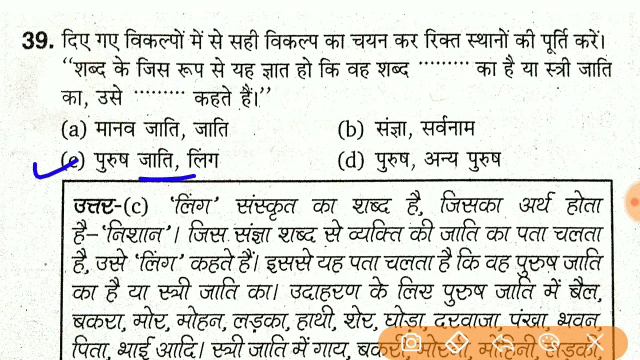 39. दिए गए विकल्पों में से सही विकल्प का चयन कर रिक्त स्थानों की पूर्ति करें।
“शब्द के जिस रूप से यह ज्ञात हो कि वह शब्द ········· का है या स्त्री जाति
का, उसे ········· कहते हैं।”
(a) मानव जाति, जाति (b) संज्ञा, सर्वनाम
(c) पुरुष जाति, लिंग (d) पुरुष, अन्य पुरुष
उत्तर-(c) ‘लिंग’ संस्कृत का शब्द है, जिसका अर्थ होता
है–‘निशान’। जिस संज्ञा शब्द से व्यक्ति की जाति का पता चलता
है, उसे ‘लिंग’ कहते हैं। इससे यह पता चलता है कि वह पुरुष जाति
का है या स्त्री जाति का। उदाहरण के लिए पुरुष जाति में बैल,
बकरा, मोर, मोहन, लड़का, हाथी, शेर, घोड़ा, दरवाजा, पंखा, भवन,
पिता, भाई आदि। स्त्री जाति में गाय, बकरी, मोरनी, मोहिनी, लड़की,